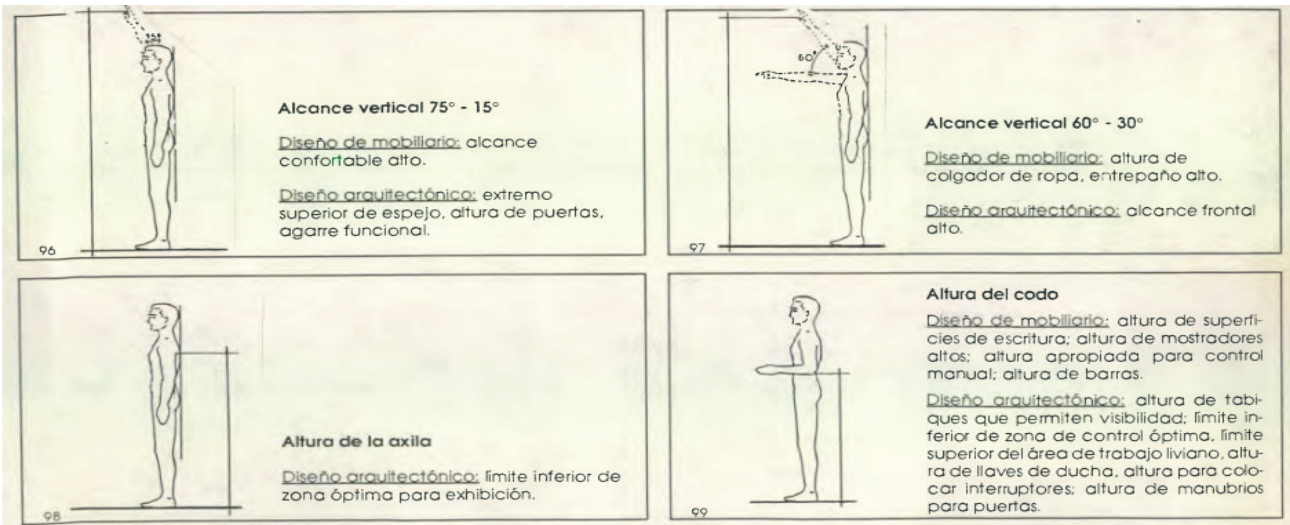 Alcance vertical 75° - 15°
Diseño de mobiliario: alcance
confortable alto.
Diseño arquitectónico: extremo
superior de espejo, altura de puertas,
agarre funcional.
96
60°
Alcance vertical 60° - 30°
Diseño de mobiliario: altura de
colgador de ropa, entrepaño alto.
Diseño arquitectónico: alcance frontal
alto.
97
Altura de la axila
Diseño arquitectónico: límite inferior de
zona óptima para exhibición.
98
Altura del codo
Diseño de mobiliario: altura de superfi-
cies de escritura; altura de mostradores
altos; altura apropiada para control
manual; altura de barras.
Diseño arquitectónico: altura de tabi-
ques que permiten visibilidad; límite in-
ferior de zona de control óptima, límite
superior del área de trabajo liviano, altu-
ra de llaves de ducha, altura para colo-
car interruptores; altura de manubrios
para puertas.
99